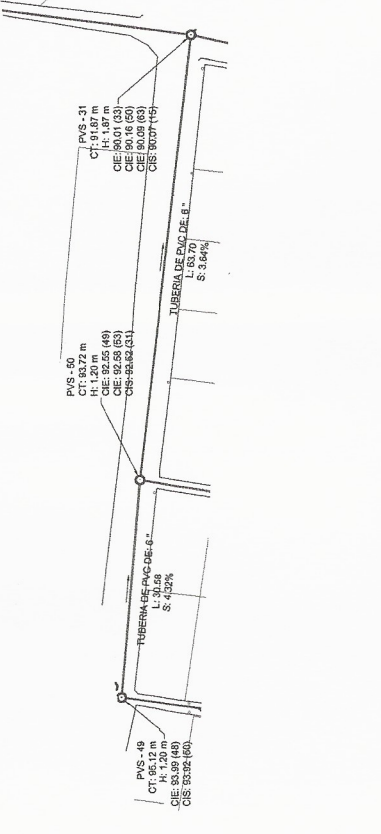 PVS - 31
CT: 91.87 m
H: 1.87 m
CIE: 90.01 (33)
CIE: 90.16 (50)
CIE: 90.09 (63)
CIS: 90.07 (15)
TUBERIA DE PVC DE: 6 "
L: 63.70
S: 3.64%
PVS - 50
CT: 93.72 m
H: 1.20 m
CIE: 92.55 (49)
CIE: 92.58 (53)
CIS: 92.52 (31)
TUBERIA DE PVC DE: 6 "
L: 30.58
S: 4.32%
PVS - 49
CT: 95.12 m
H: 1.20 m
CIE: 93.99 (48)
CIS: 93.92 (50)